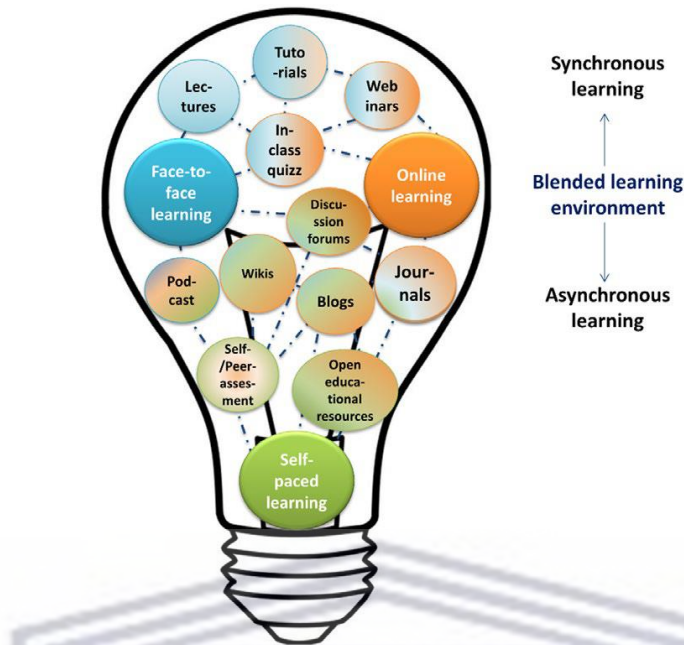 Tuto
-rials
Lec-
tures
Web
inars
In-
class
quizz
Face-to-
face
learning
Online
learning
Discu-
ssion
forums
Pod-
cast
Wikis
Blogs
Jour-
nals
Self-
/Peer-
asses-
ment
Open
educa-
tional
resources
Self-
paced
learning
Synchronous
learning
Blended learning
environment
Asynchronous
learning